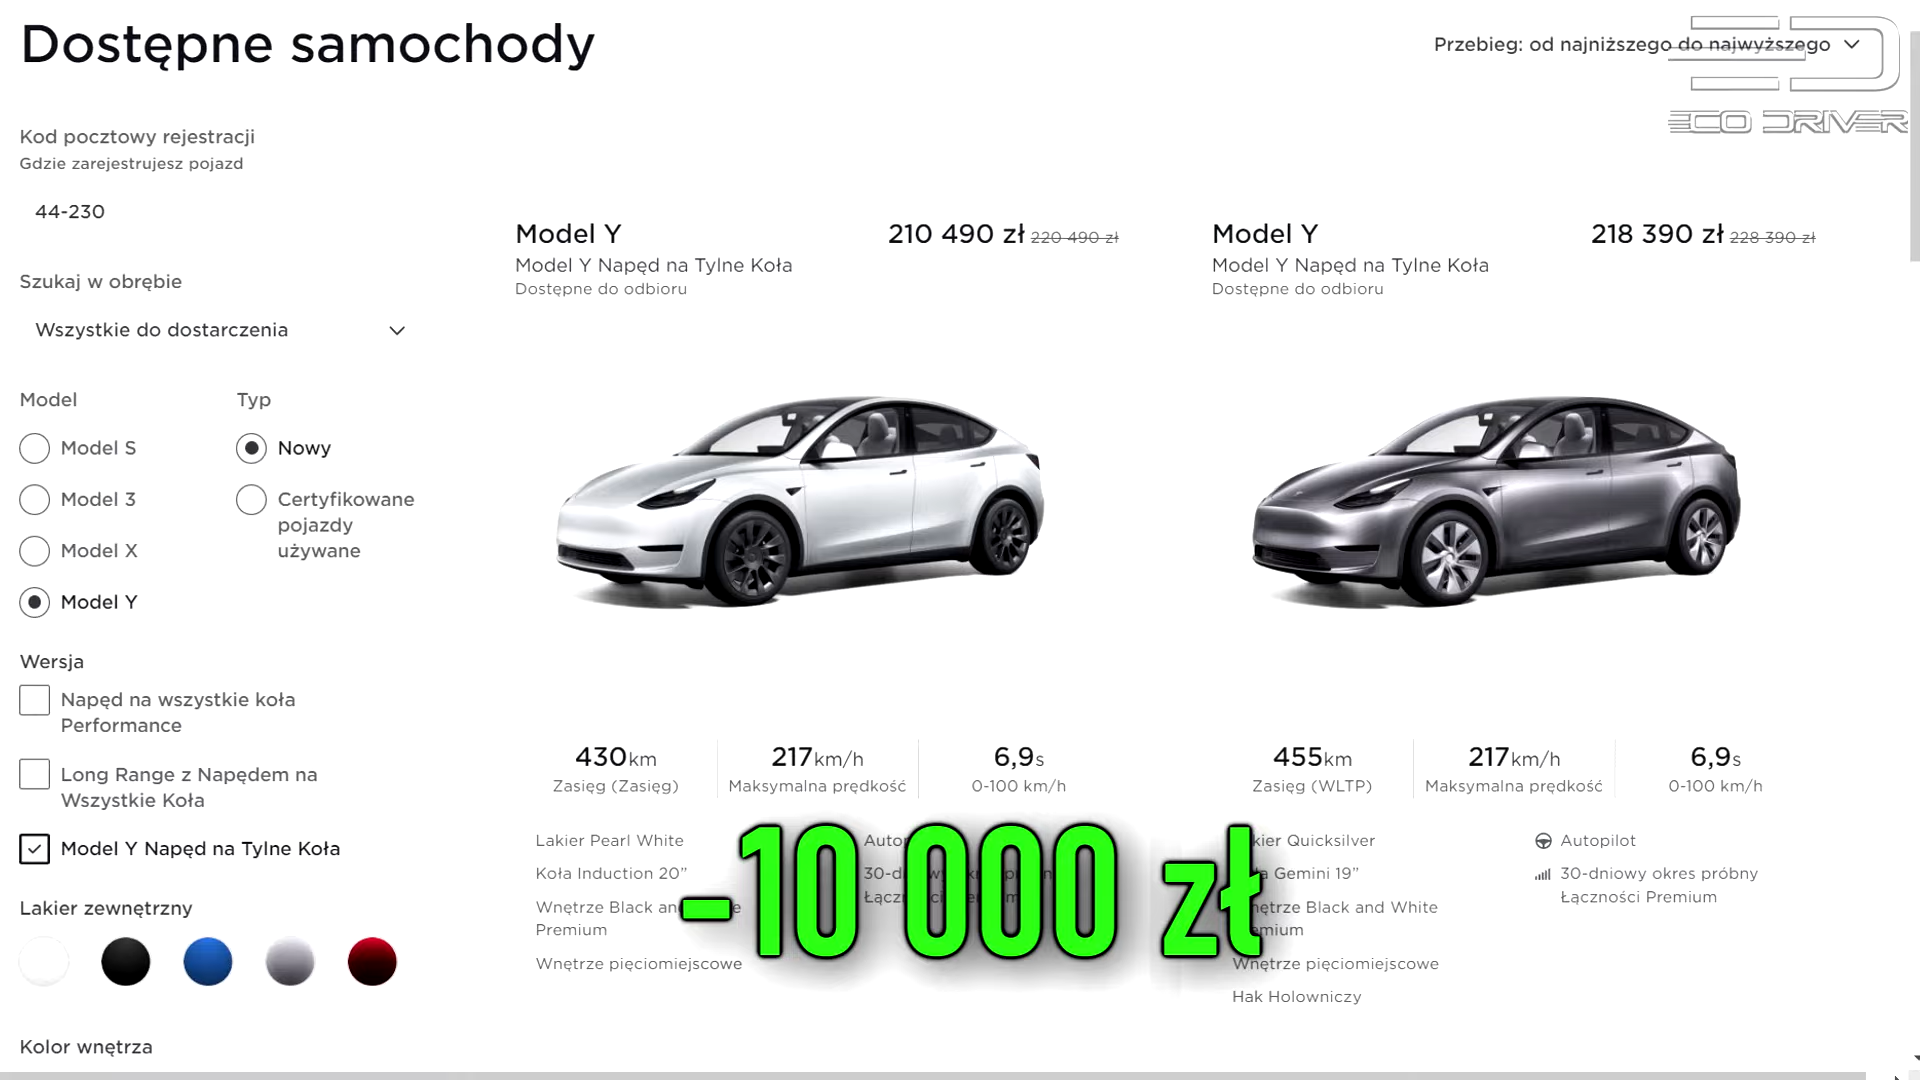 Dostępne samochody
Przebieg: od najniższego do najwyższego
ECO DRIVER
Kod pocztowy rejestracji
Gdzie zarejestrujesz pojazd
44-230
Szukaj w obrębie
Wszystkie do dostarczenia
Model
Typ
Model S
Nowy
Model 3
Certyfikowane
pojazdy
używane
Model X
Model Y
Wersja
Napęd na wszystkie koła
Performance
Long Range z Napędem na
Wszystkie Koła
Model Y Napęd na Tylne Koła
Lakier zewnętrzny
Kolor wnętrza
Model Y
210 490 zł 220 490 zł
Model Y Napęd na Tylne Koła
Dostępne do odbioru
430km
Zasięg (Zasięg)
217km/h
Maksymalna prędkość
6,9s
0-100 km/h
Lakier Pearl White
Koła Induction 20”
Wnętrze Black
Premium
Wnętrze pięciomiejscowe
Model Y
218 390 zł 228 390 zł
Model Y Napęd na Tylne Koła
Dostępne do odbioru
455km
Zasięg (WLTP)
217km/h
Maksymalna prędkość
6,9s
0-100 km/h
Quicksilver
Gemini 19”
Black and White
Wnętrze pięciomiejscowe
Hak Holowniczy
Autopilot
30-dniowy okres próbny
Łączności Premium
-10 000 zł